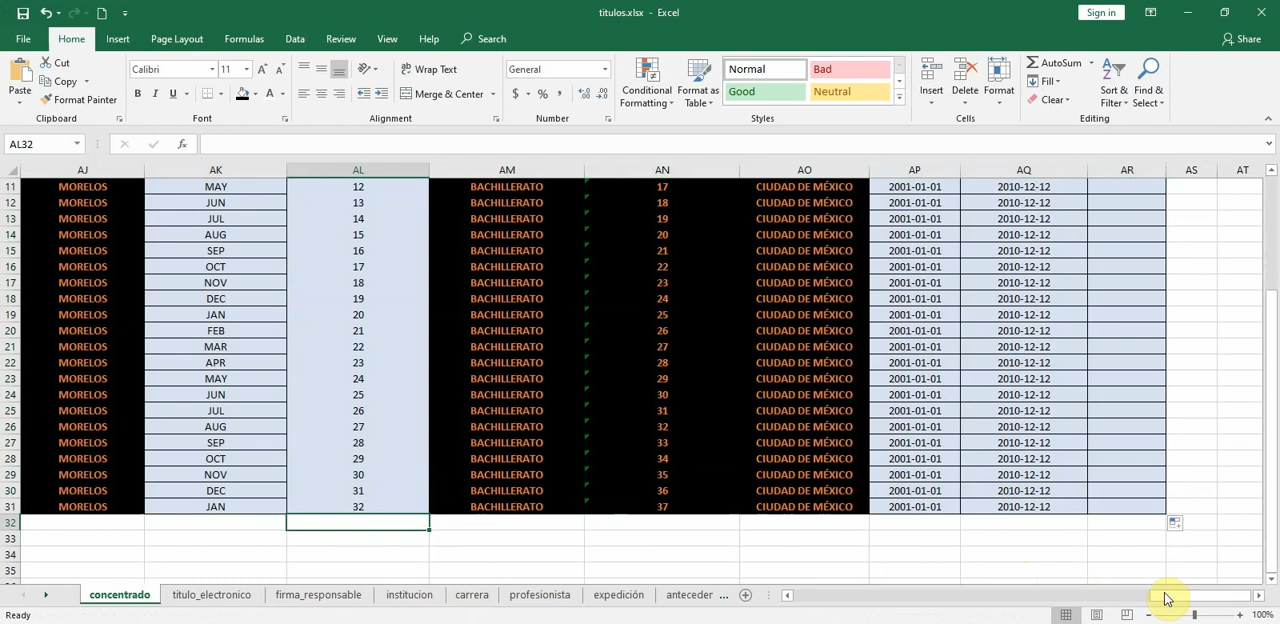 titulos.xlsx - Excel
Sign in
File Home Insert Page Layout Formulas Data Review View Help Search Share
Paste Cut Copy Format Painter Clipboard
Calibri 11 B I U Font
Wrap Text Merge & Center Alignment
General $ % , Number
Conditional Formatting Format as Table Normal Bad Good Neutral Styles
Insert Delete Format Cells
AutoSum Fill Clear Sort & Filter Find & Select Editing
AL32 fx
AJ AK AL AM AN AO AP AQ AR AS AT
11 MORELOS MAY 12 BACHILLERATO 17 CIUDAD DE MÉXICO 2001-01-01 2010-12-12
12 MORELOS JUN 13 BACHILLERATO 18 CIUDAD DE MÉXICO 2001-01-01 2010-12-12
13 MORELOS JUL 14 BACHILLERATO 19 CIUDAD DE MÉXICO 2001-01-01 2010-12-12
14 MORELOS AUG 15 BACHILLERATO 20 CIUDAD DE MÉXICO 2001-01-01 2010-12-12
15 MORELOS SEP 16 BACHILLERATO 21 CIUDAD DE MÉXICO 2001-01-01 2010-12-12
16 MORELOS OCT 17 BACHILLERATO 22 CIUDAD DE MÉXICO 2001-01-01 2010-12-12
17 MORELOS NOV 18 BACHILLERATO 23 CIUDAD DE MÉXICO 2001-01-01 2010-12-12
18 MORELOS DEC 19 BACHILLERATO 24 CIUDAD DE MÉXICO 2001-01-01 2010-12-12
19 MORELOS JAN 20 BACHILLERATO 25 CIUDAD DE MÉXICO 2001-01-01 2010-12-12
20 MORELOS FEB 21 BACHILLERATO 26 CIUDAD DE MÉXICO 2001-01-01 2010-12-12
21 MORELOS MAR 22 BACHILLERATO 27 CIUDAD DE MÉXICO 2001-01-01 2010-12-12
22 MORELOS APR 23 BACHILLERATO 28 CIUDAD DE MÉXICO 2001-01-01 2010-12-12
23 MORELOS MAY 24 BACHILLERATO 29 CIUDAD DE MÉXICO 2001-01-01 2010-12-12
24 MORELOS JUN 25 BACHILLERATO 30 CIUDAD DE MÉXICO 2001-01-01 2010-12-12
25 MORELOS JUL 26 BACHILLERATO 31 CIUDAD DE MÉXICO 2001-01-01 2010-12-12
26 MORELOS AUG 27 BACHILLERATO 32 CIUDAD DE MÉXICO 2001-01-01 2010-12-12
27 MORELOS SEP 28 BACHILLERATO 33 CIUDAD DE MÉXICO 2001-01-01 2010-12-12
28 MORELOS OCT 29 BACHILLERATO 34 CIUDAD DE MÉXICO 2001-01-01 2010-12-12
29 MORELOS NOV 30 BACHILLERATO 35 CIUDAD DE MÉXICO 2001-01-01 2010-12-12
30 MORELOS DEC 31 BACHILLERATO 36 CIUDAD DE MÉXICO 2001-01-01 2010-12-12
31 MORELOS JAN 32 BACHILLERATO 37 CIUDAD DE MÉXICO 2001-01-01 2010-12-12
32
33
34
35
concentrado titulo_electronico firma_responsable institucion carrera profesionista expedición anteceder ...
Ready 100%